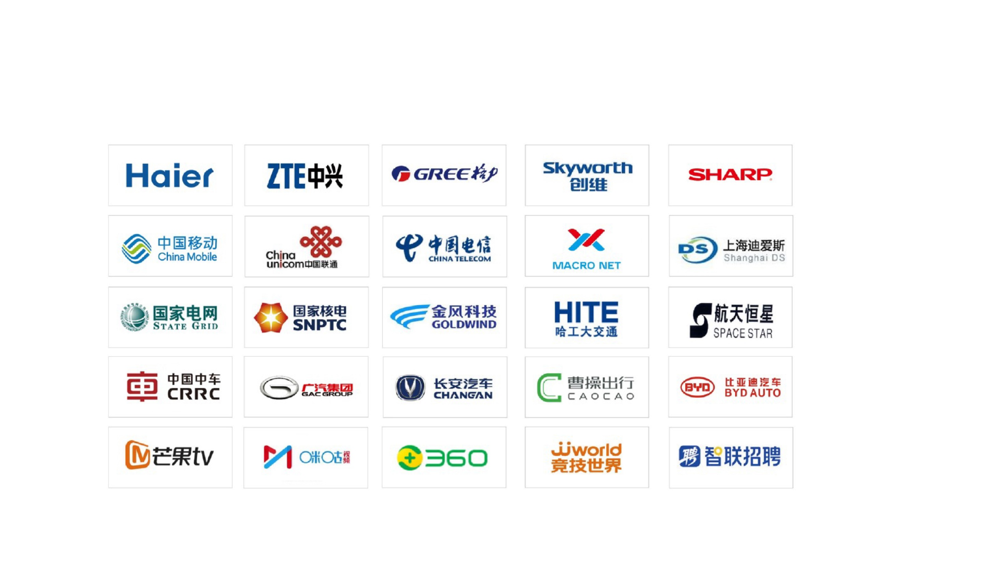 Haier
ZTE中兴
GREE格力
Skyworth
创维
SHARP
中国移动
China Mobile
China
unicom中国联通
中国电信
CHINA TELECOM
MACRO NET
DS
上海迪爱斯
Shanghai DS
国家电网
STATE GRID
国家核电
SNPTC
金风科技
GOLDWIND
HITE
哈工大交通
航天恒星
SPACE STAR
中国中车
CRRC
广汽集团
GAC GROUP
长安汽车
CHANGAN
曹操出行
CAOCAO
BYD
比亚迪汽车
BYD AUTO
芒果tv
咪咕视频
360
jjworld
竞技世界
聘
智联招聘